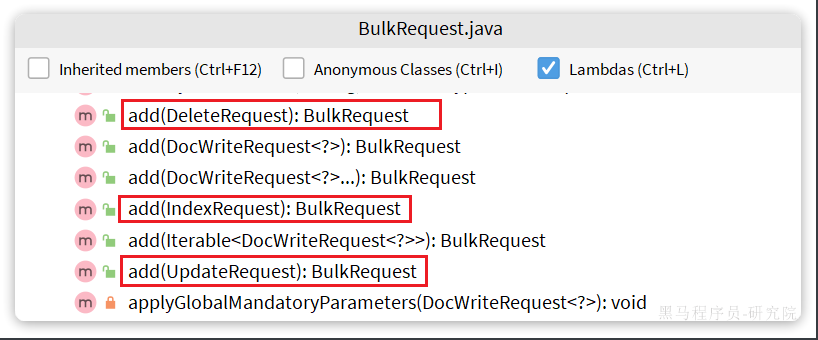 BulkRequest.java
Inherited members (Ctrl+F12) Anonymous Classes (Ctrl+I) Lambdas (Ctrl+L)
m add(DeleteRequest): BulkRequest
m add(DocWriteRequest<?>): BulkRequest
m add(DocWriteRequest<?>...): BulkRequest
m add(IndexRequest): BulkRequest
m add(Iterable<DocWriteRequest<?>>): BulkRequest
m add(UpdateRequest): BulkRequest
m applyGlobalMandatoryParameters(DocWriteRequest<?>): void
黑马程序员-研究院